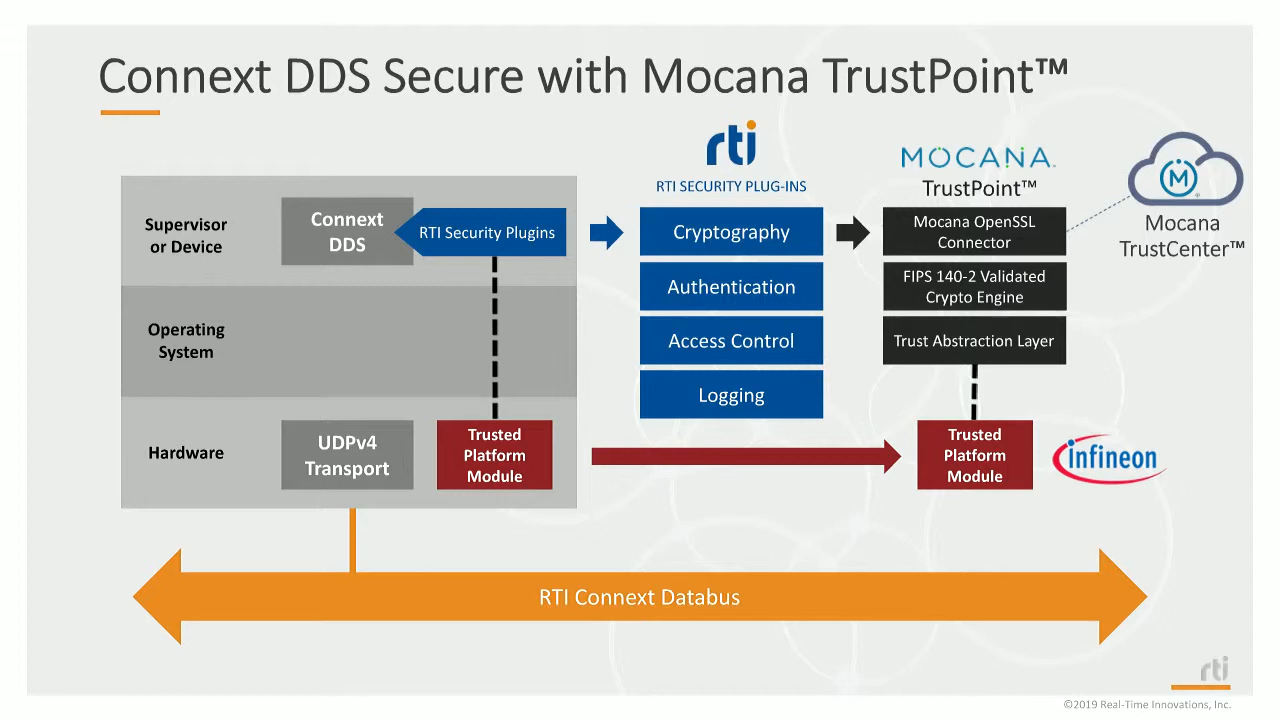 Connext DDS Secure with Mocana TrustPoint™
rti
RTI SECURITY PLUG-INS
MOCANA
TrustPoint™
M
Mocana
TrustCenter™
Supervisor
or Device
Connext
DDS
RTI Security Plugins
Operating
System
Hardware
UDPv4
Transport
Trusted
Platform
Module
Cryptography
Authentication
Access Control
Logging
Mocana OpenSSL
Connector
FIPS 140-2 Validated
Crypto Engine
Trust Abstraction Layer
Trusted
Platform
Module
infineon
RTI Connext Databus
rti
©2019 Real-Time Innovations, Inc.